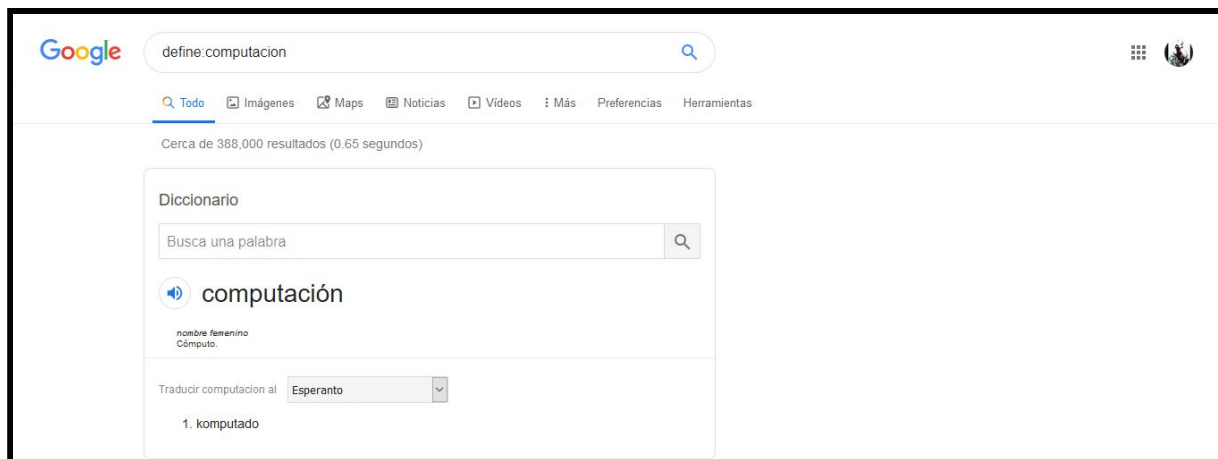 Google define:computacion
Todo Imágenes Maps Noticias Vídeos Más Preferencias Herramientas
Cerca de 388,000 resultados (0.65 segundos)
Diccionario
Busca una palabra
computación
nombre femenino
Cómputo.
Traducir computacion al Esperanto
1. komputado